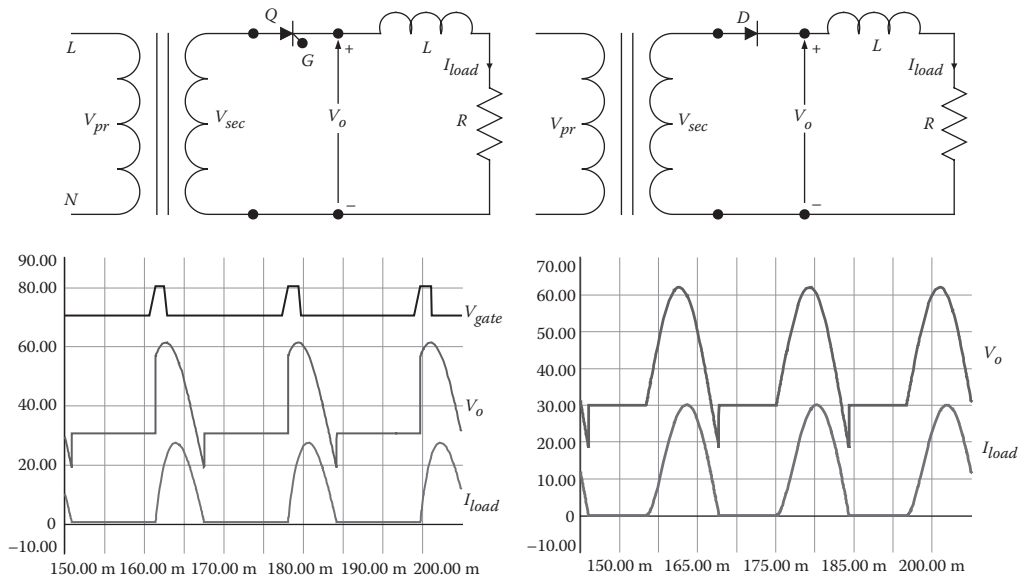 Q
G
L
N
V_pr
V_sec
+
V_o
−
L
I_load
R
D
V_pr
V_sec
+
V_o
−
L
I_load
R
90.00
80.00
60.00
40.00
20.00
0
−10.00
V_gate
V_o
I_load
150.00 m 160.00 m 170.00 m 180.00 m 190.00 m 200.00 m
70.00
60.00
50.00
40.00
30.00
20.00
10.00
0
−10.00
V_o
I_load
150.00 m 165.00 m 175.00 m 185.00 m 200.00 m